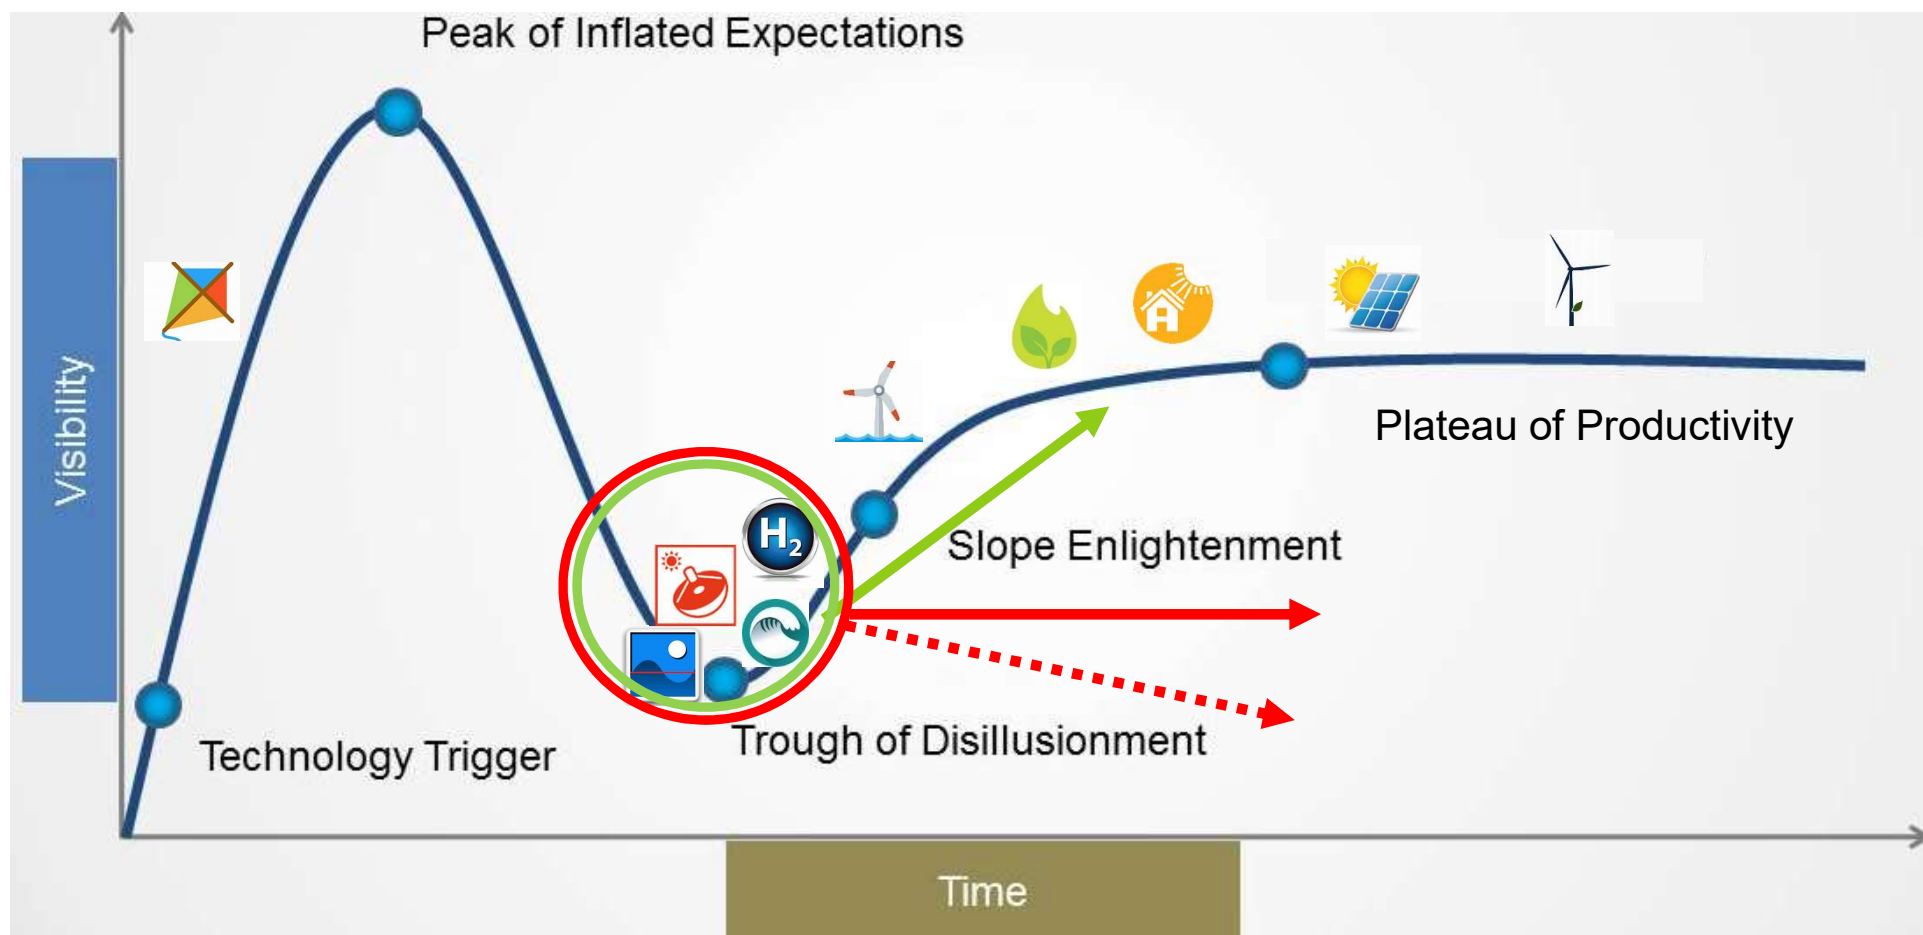 Peak of Inflated Expectations
Visibility
Plateau of Productivity
H2
Slope Enlightenment
Technology Trigger
Trough of Disillusionment
Time